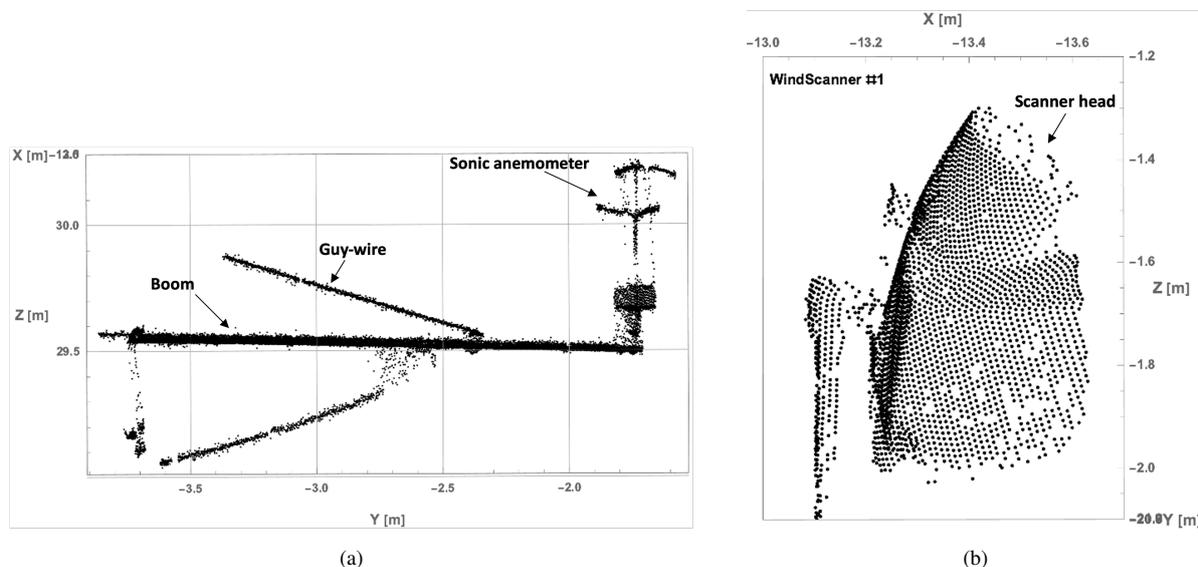 X [m]
−13.0 −13.2 −13.4 −13.6
−1.2
WindScanner #1
Scanner head
X [m]
Sonic anemometer
−1.4
30.0
Guy-wire
−1.6
Boom
Z [m]
Z [m]
29.5
−1.8
−2.0
−3.5 −3.0 −2.5 −2.0
Y [m]
Y [m]
(a) (b)